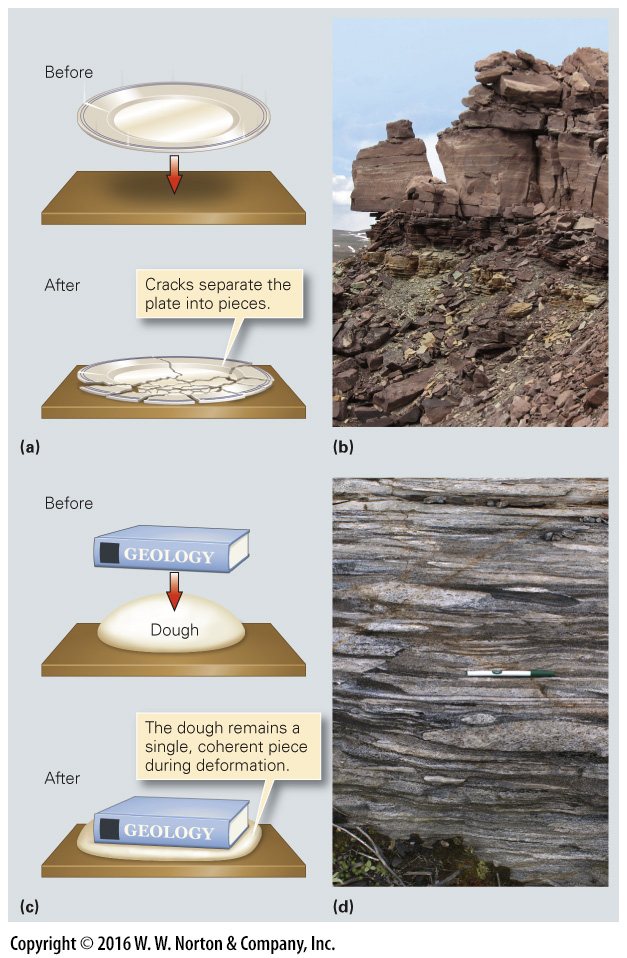 Before
After
Cracks separate the
plate into pieces.
(a)
(b)
Before
GEOLOGY
Dough
The dough remains a
single, coherent piece
during deformation.
After
GEOLOGY
(c)
(d)
Copyright © 2016 W. W. Norton & Company, Inc.